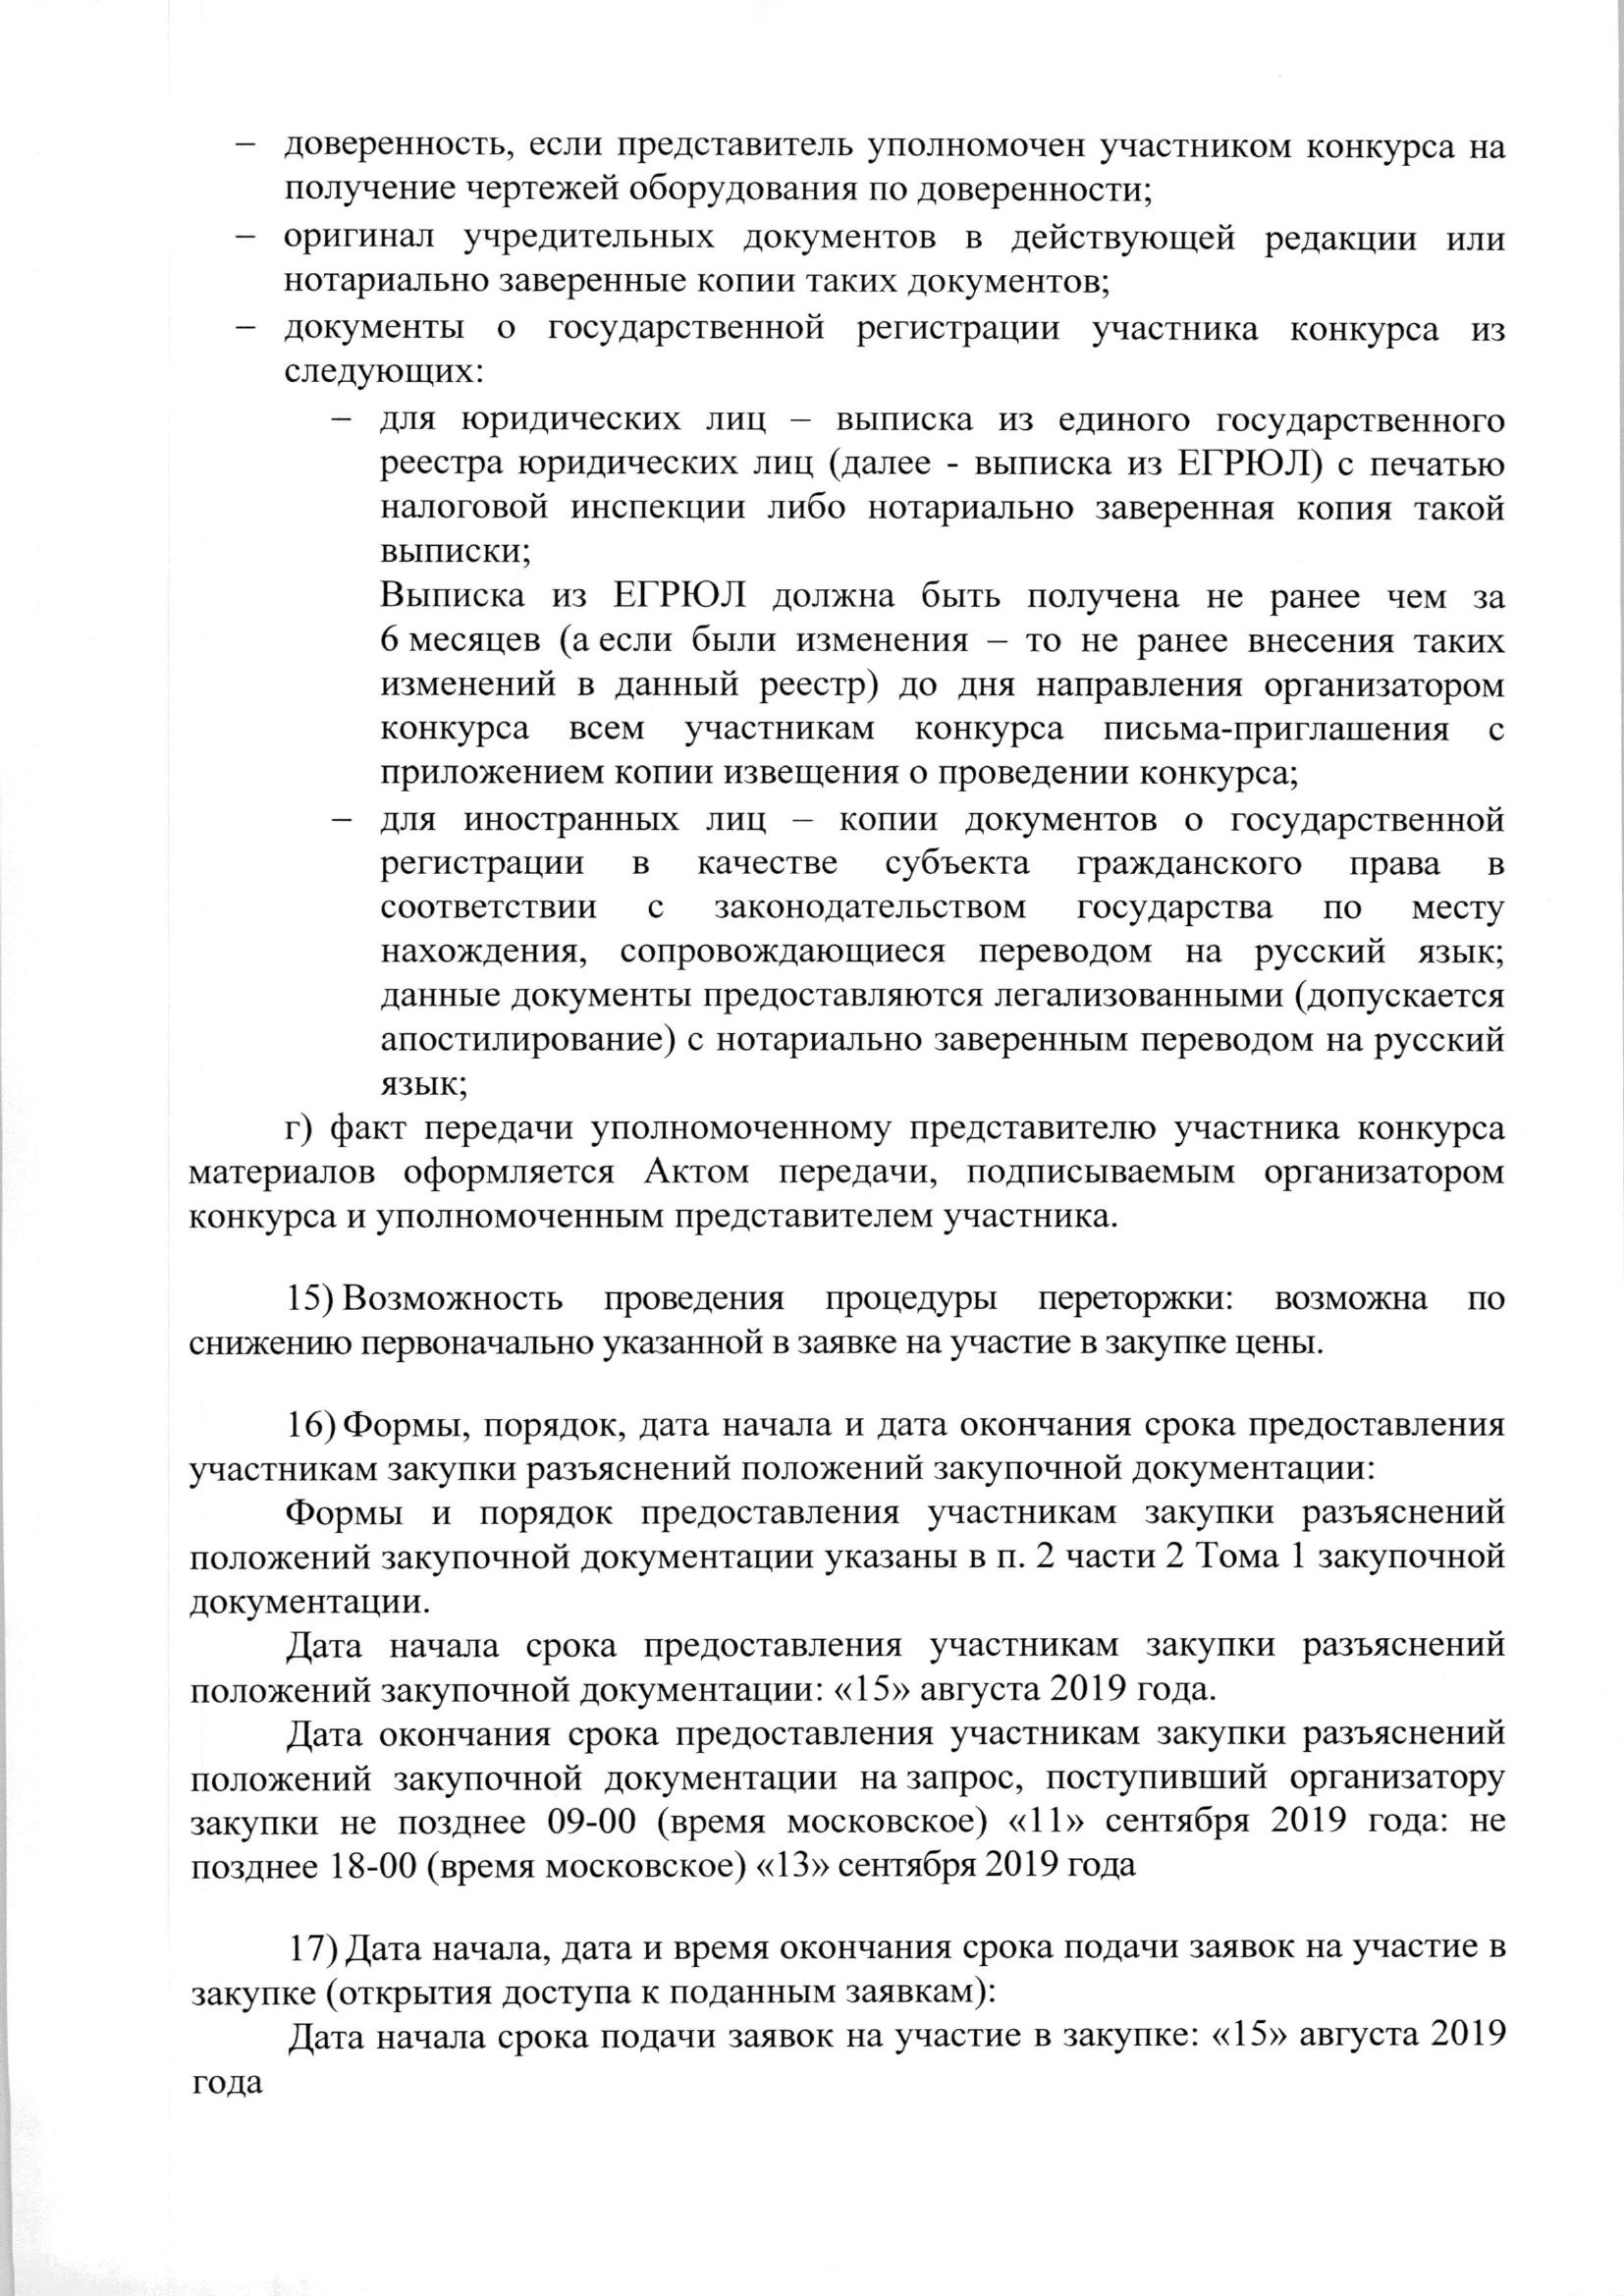 – доверенность, если представитель уполномочен участником конкурса на
получение чертежей оборудования по доверенности;
– оригинал учредительных документов в действующей редакции или
нотариально заверенные копии таких документов;
– документы о государственной регистрации участника конкурса из
следующих:
– для юридических лиц – выписка из единого государственного
реестра юридических лиц (далее - выписка из ЕГРЮЛ) с печатью
налоговой инспекции либо нотариально заверенная копия такой
выписки;
Выписка из ЕГРЮЛ должна быть получена не ранее чем за
6 месяцев (а если были изменения – то не ранее внесения таких
изменений в данный реестр) до дня направления организатором
конкурса всем участникам конкурса письма-приглашения с
приложением копии извещения о проведении конкурса;
– для иностранных лиц – копии документов о государственной
регистрации в качестве субъекта гражданского права в
соответствии с законодательством государства по месту
нахождения, сопровождающиеся переводом на русский язык;
данные документы предоставляются легализованными (допускается
апостилирование) с нотариально заверенным переводом на русский
язык;
г) факт передачи уполномоченному представителю участника конкурса
материалов оформляется Актом передачи, подписываемым организатором
конкурса и уполномоченным представителем участника.
15) Возможность проведения процедуры переторжки: возможна по
снижению первоначально указанной в заявке на участие в закупке цены.
16) Формы, порядок, дата начала и дата окончания срока предоставления
участникам закупки разъяснений положений закупочной документации:
Формы и порядок предоставления участникам закупки разъяснений
положений закупочной документации указаны в п. 2 части 2 Тома 1 закупочной
документации.
Дата начала срока предоставления участникам закупки разъяснений
положений закупочной документации: «15» августа 2019 года.
Дата окончания срока предоставления участникам закупки разъяснений
положений закупочной документации на запрос, поступивший организатору
закупки не позднее 09-00 (время московское) «11» сентября 2019 года: не
позднее 18-00 (время московское) «13» сентября 2019 года
17) Дата начала, дата и время окончания срока подачи заявок на участие в
закупке (открытия доступа к поданным заявкам):
Дата начала срока подачи заявок на участие в закупке: «15» августа 2019
года